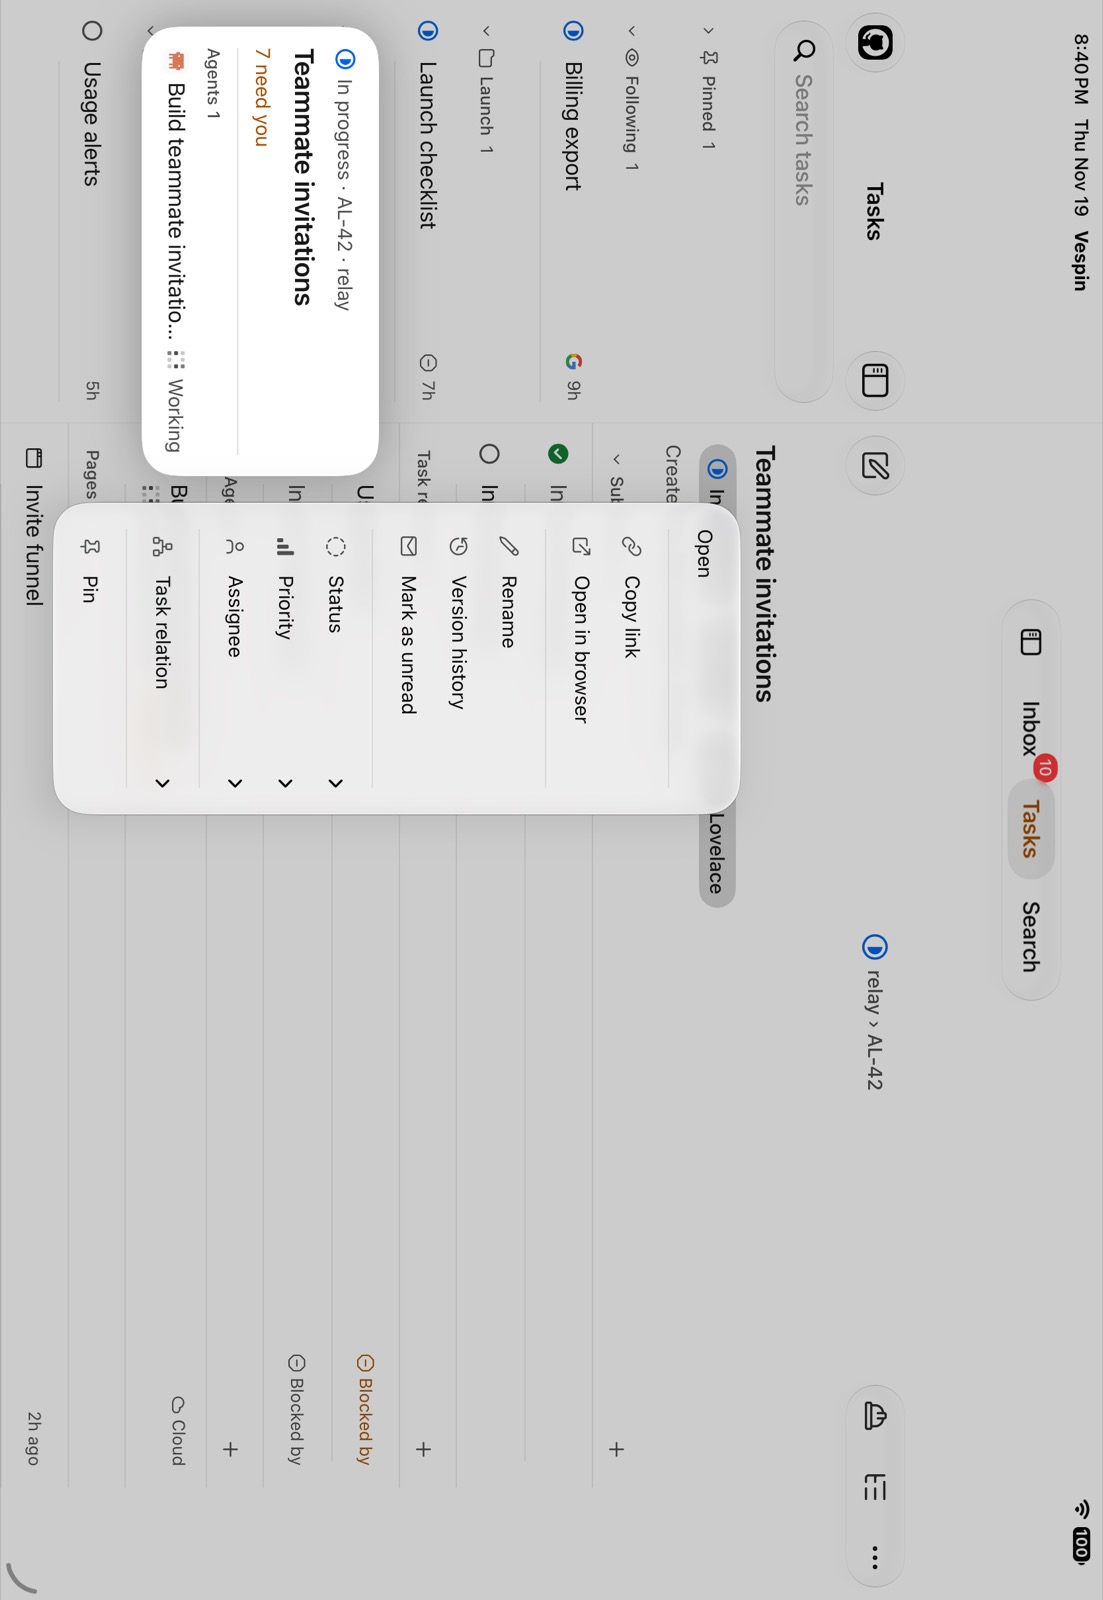 8:40 PM Thu Nov 19 Vespin
100
Inbox 10 Tasks Search
Tasks
relay › AL-42
Search tasks
Teammate invitations
Lovelace
Pinned 1
Following 1
Billing export 9h
Launch 1
Launch checklist 7h
In progress · AL-42 · relay
Teammate invitations
7 need you
Agents 1
Build teammate invitatio... Working
Usage alerts 5h
Open
Copy link
Open in browser
Rename
Version history
Mark as unread
Status
Priority
Assignee
Task relation
Pin
Blocked by
Blocked by
Cloud
Pages
Invite funnel 2h ago